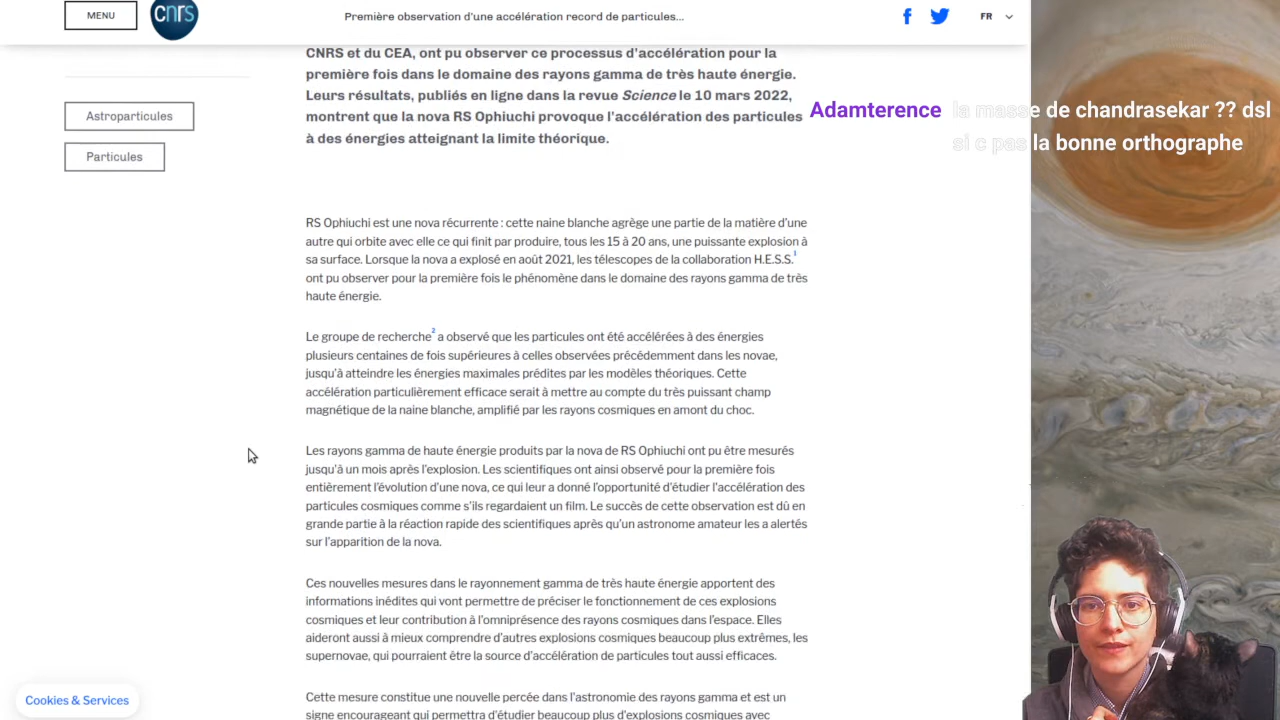 MENU
cnrs
Première observation d'une accélération record de particules...
FR
CNRS et du CEA, ont pu observer ce processus d'accélération pour la
première fois dans le domaine des rayons gamma de très haute énergie.
Leurs résultats, publiés en ligne dans la revue Science le 10 mars 2022,
montrent que la nova RS Ophiuchi provoque l'accélération des particules
à des énergies atteignant la limite théorique.
Astroparticules
Particules
Adamterence la masse de chandrasekar ?? dsl
si c pas la bonne orthographe
RS Ophiuchi est une nova récurrente : cette naine blanche agrège une partie de la matière d'une
autre qui orbite avec elle ce qui finit par produire, tous les 15 à 20 ans, une puissante explosion à
sa surface. Lorsque la nova a explosé en août 2021, les télescopes de la collaboration H.E.S.S.1
ont pu observer pour la première fois le phénomène dans le domaine des rayons gamma de très
haute énergie.
Le groupe de recherche2 a observé que les particules ont été accélérées à des énergies
plusieurs centaines de fois supérieures à celles observées précédemment dans les novae,
jusqu'à atteindre les énergies maximales prédites par les modèles théoriques. Cette
accélération particulièrement efficace serait à mettre au compte du très puissant champ
magnétique de la naine blanche, amplifié par les rayons cosmiques en amont du choc.
Les rayons gamma de haute énergie produits par la nova de RS Ophiuchi ont pu être mesurés
jusqu'à un mois après l'explosion. Les scientifiques ont ainsi observé pour la première fois
entièrement l'évolution d'une nova, ce qui leur a donné l'opportunité d'étudier l'accélération des
particules cosmiques comme s'ils regardaient un film. Le succès de cette observation est dû en
grande partie à la réaction rapide des scientifiques après qu'un astronome amateur les a alertés
sur l'apparition de la nova.
Ces nouvelles mesures dans le rayonnement gamma de très haute énergie apportent des
informations inédites qui vont permettre de préciser le fonctionnement de ces explosions
cosmiques et leur contribution à l'omniprésence des rayons cosmiques dans l'espace. Elles
aideront aussi à mieux comprendre d'autres explosions cosmiques beaucoup plus extrêmes, les
supernovae, qui pourraient être la source d'accélération de particules tout aussi efficaces.
Cette mesure constitue une nouvelle percée dans l'astronomie des rayons gamma et est un
signe encourageant qui permettra d'étudier beaucoup plus d'explosions cosmiques avec
Cookies & Services